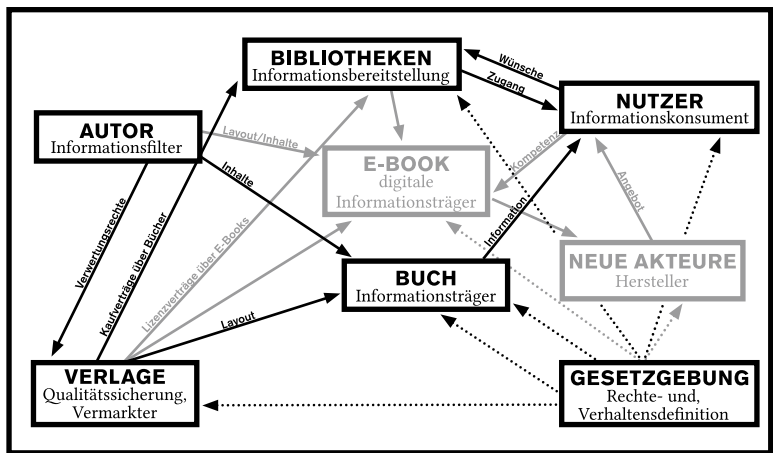 BIBLIOTHEKEN
Informationsbereitstellung
Wünsche
Zugang
NUTZER
Informationskonsument
AUTOR
Informationsfilter
Layout/Inhalte
Inhalte
E-BOOK
digitale
Informationsträger
Kompetenz
Angebot
Information
Verwertungsrechte
Kaufverträge über Bücher
Lizenzverträge über E-Books
NEUE AKTEURE
Hersteller
BUCH
Informationsträger
Layout
VERLAGE
Qualitätssicherung,
Vermarkter
GESETZGEBUNG
Rechte- und,
Verhaltensdefinition